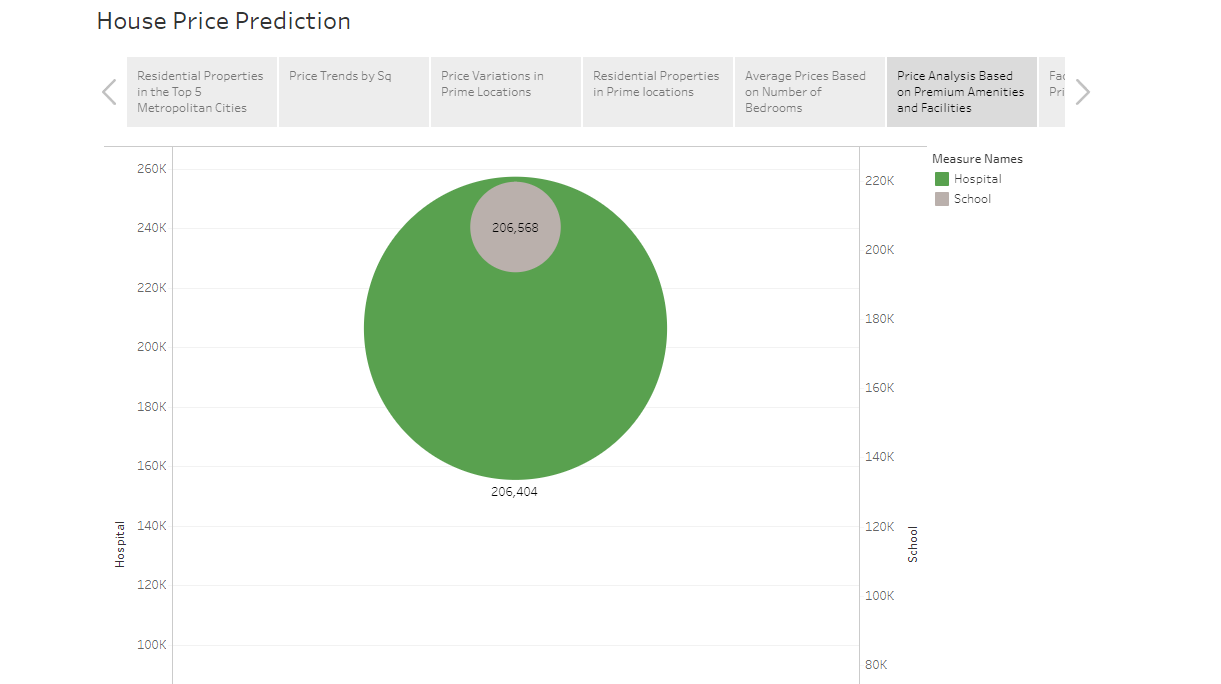 House Price Prediction
Residential Properties
in the Top 5
Metropolitan Cities
Price Trends by Sq
Price Variations in
Prime Locations
Residential Properties
in Prime locations
Average Prices Based
on Number of
Bedrooms
Price Analysis Based
on Premium Amenities
and Facilities
Fac
Pri
260K
240K
220K
200K
180K
160K
140K
120K
100K
Hospital
206,568
206,404
220K
200K
180K
160K
140K
120K
100K
80K
School
Measure Names
Hospital
School